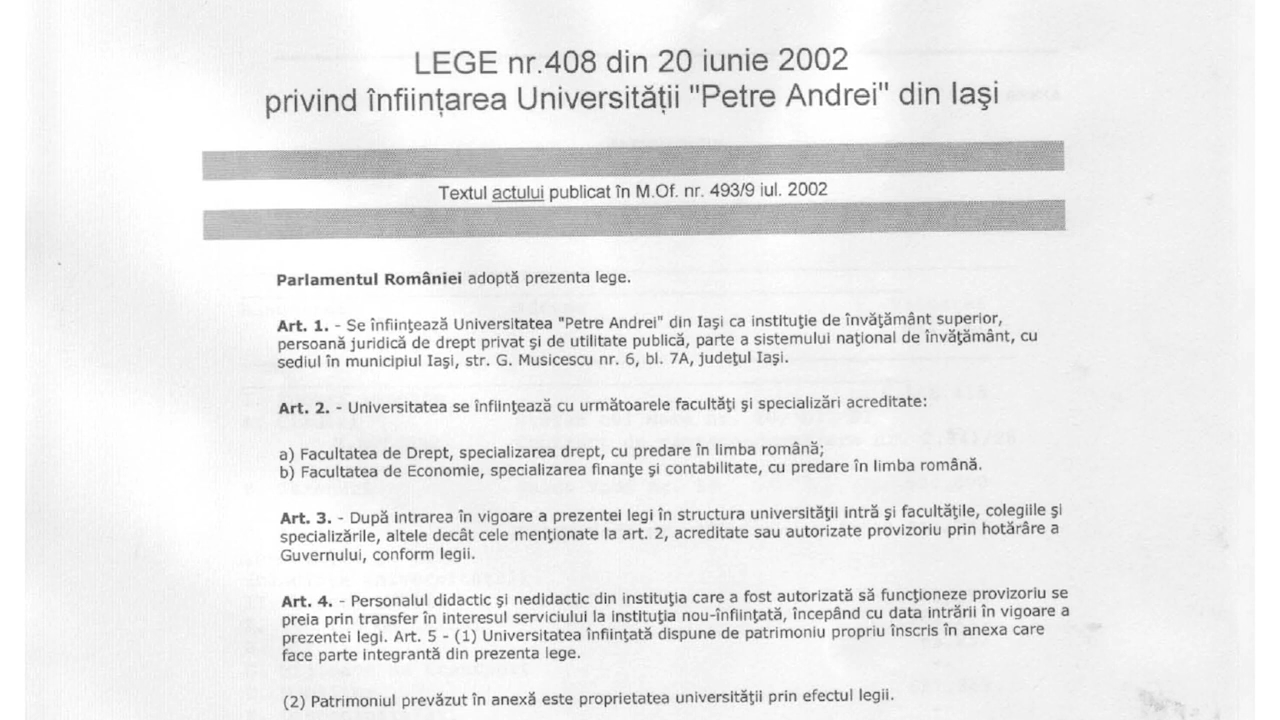 LEGE nr.408 din 20 iunie 2002
privind înființarea Universității "Petre Andrei" din Iaşi
Textul actului publicat în M.Of. nr. 493/9 iul. 2002
Parlamentul României adoptă prezenta lege.
Art. 1. - Se înfiinţează Universitatea "Petre Andrei" din Iaşi ca instituţie de învăţământ superior,
persoană juridică de drept privat şi de utilitate publică, parte a sistemului naţional de învăţământ, cu
sediul în municipiul Iaşi, str. G. Musicescu nr. 6, bl. 7A, judeţul Iaşi.
Art. 2. - Universitatea se înfiinţează cu următoarele facultăţi şi specializări acreditate:
a) Facultatea de Drept, specializarea drept, cu predare în limba română;
b) Facultatea de Economie, specializarea finanţe şi contabilitate, cu predare în limba română.
Art. 3. - După intrarea în vigoare a prezentei legi în structura universităţii intră şi facultăţile, colegiile şi
specializările, altele decât cele menţionate la art. 2, acreditate sau autorizate provizoriu prin hotărâre a
Guvernului, conform legii.
Art. 4. - Personalul didactic şi nedidactic din instituţia care a fost autorizată să funcţioneze provizoriu se
preia prin transfer în interesul serviciului la instituţia nou-înfiinţată, începând cu data intrării în vigoare a
prezentei legi. Art. 5 - (1) Universitatea înfiinţată dispune de patrimoniu propriu înscris în anexa care
face parte integrantă din prezenta lege.
(2) Patrimoniul prevăzut în anexă este proprietatea universităţii prin efectul legii.